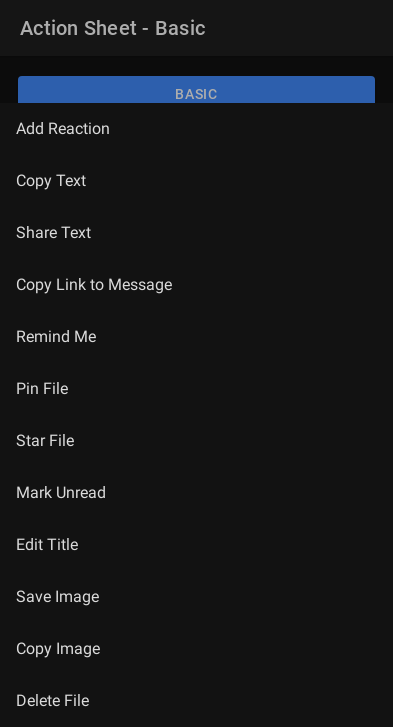 Action Sheet - Basic
BASIC
Add Reaction
Copy Text
Share Text
Copy Link to Message
Remind Me
Pin File
Star File
Mark Unread
Edit Title
Save Image
Copy Image
Delete File